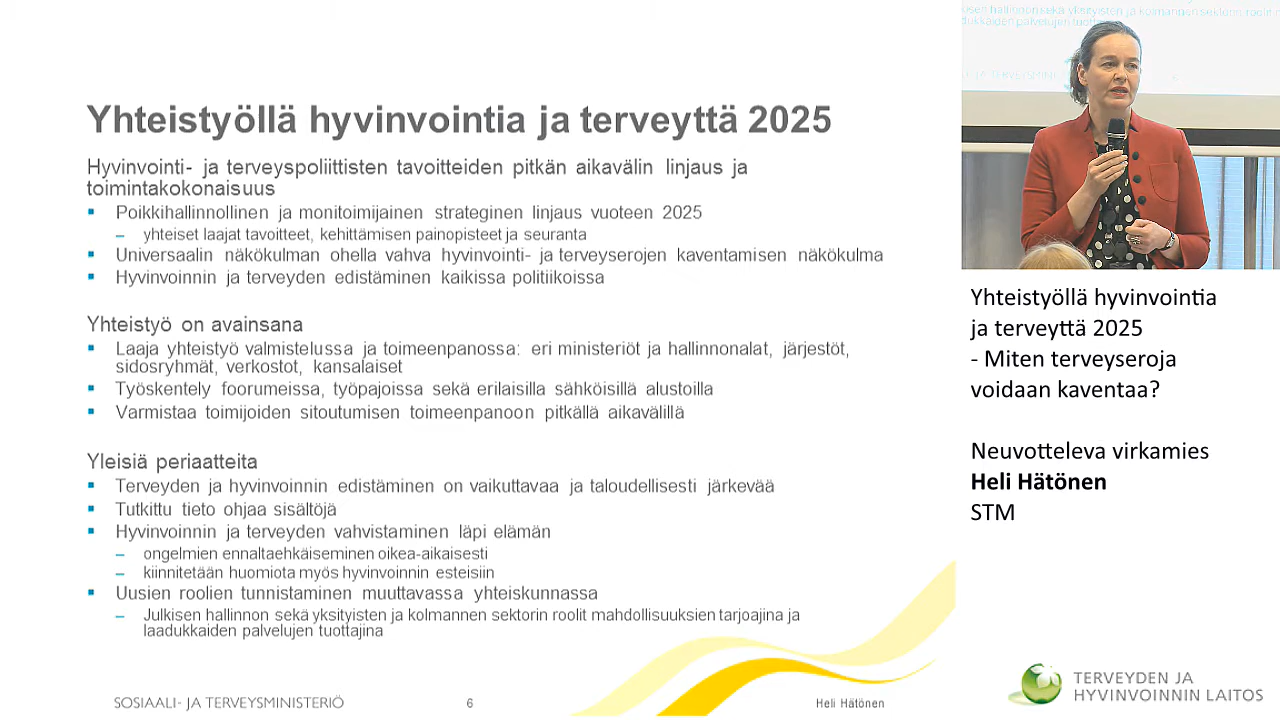 Yhteistyöllä hyvinvointia ja terveyttä 2025
Hyvinvointi- ja terveyspoliittisten tavoitteiden pitkän aikavälin linjaus ja
toimintakokonaisuus
▪ Poikkihallinnollinen ja monitoimijainen strateginen linjaus vuoteen 2025
– yhteiset laajat tavoitteet, kehittämisen painopisteet ja seuranta
▪ Universaalin näkökulman ohella vahva hyvinvointi- ja terveyserojen kaventamisen näkökulma
▪ Hyvinvoinnin ja terveyden edistäminen kaikissa politiikoissa
Yhteistyö on avainsana
▪ Laaja yhteistyö valmistelussa ja toimeenpanossa: eri ministeriöt ja hallinnonalat, järjestöt,
sidosryhmät, verkostot, kansalaiset
▪ Työskentely foorumeissa, työpajoissa sekä erilaisilla sähköisillä alustoilla
▪ Varmistaa toimijoiden sitoutumisen toimeenpanoon pitkällä aikavälillä
Yleisiä periaatteita
▪ Terveyden ja hyvinvoinnin edistäminen on vaikuttavaa ja taloudellisesti järkevää
▪ Tutkittu tieto ohjaa sisältöjä
▪ Hyvinvoinnin ja terveyden vahvistaminen läpi elämän
– ongelmien ennaltaehkäiseminen oikea-aikaisesti
– kiinnitetään huomiota myös hyvinvoinnin esteisiin
▪ Uusien roolien tunnistaminen muuttavassa yhteiskunnassa
– Julkisen hallinnon sekä yksityisten ja kolmannen sektorin roolit mahdollisuuksien tarjoajina ja
laadukkaiden palvelujen tuottajina
SOSIAALI- JA TERVEYSMINISTERIÖ
6
Heli Hätönen
Yhteistyöllä hyvinvointia
ja terveyttä 2025
- Miten terveyseroja
voidaan kaventaa?
Neuvotteleva virkamies
Heli Hätönen
STM
TERVEYDEN JA
HYVINVOINNIN LAITOS